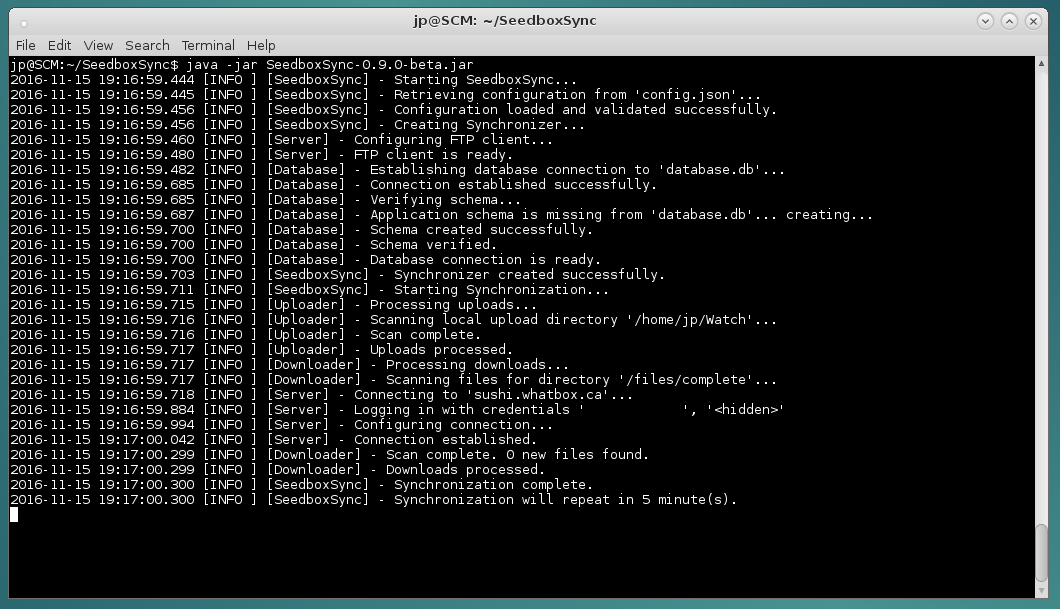 jp@SCM: ~/SeedboxSync
File Edit View Search Terminal Help
jp@SCM:~/SeedboxSync$ java -jar SeedboxSync-0.9.0-beta.jar
2016-11-15 19:16:59.444 [INFO ] [SeedboxSync] - Starting SeedboxSync...
2016-11-15 19:16:59.445 [INFO ] [SeedboxSync] - Retrieving configuration from 'config.json'...
2016-11-15 19:16:59.456 [INFO ] [SeedboxSync] - Configuration loaded and validated successfully.
2016-11-15 19:16:59.456 [INFO ] [SeedboxSync] - Creating Synchronizer...
2016-11-15 19:16:59.460 [INFO ] [Server] - Configuring FTP client...
2016-11-15 19:16:59.480 [INFO ] [Server] - FTP client is ready.
2016-11-15 19:16:59.482 [INFO ] [Database] - Establishing database connection to 'database.db'...
2016-11-15 19:16:59.685 [INFO ] [Database] - Connection established successfully.
2016-11-15 19:16:59.685 [INFO ] [Database] - Verifying schema...
2016-11-15 19:16:59.687 [INFO ] [Database] - Application schema is missing from 'database.db'... creating...
2016-11-15 19:16:59.700 [INFO ] [Database] - Schema created successfully.
2016-11-15 19:16:59.700 [INFO ] [Database] - Schema verified.
2016-11-15 19:16:59.700 [INFO ] [Database] - Database connection is ready.
2016-11-15 19:16:59.703 [INFO ] [SeedboxSync] - Synchronizer created successfully.
2016-11-15 19:16:59.711 [INFO ] [SeedboxSync] - Starting Synchronization...
2016-11-15 19:16:59.715 [INFO ] [Uploader] - Processing uploads...
2016-11-15 19:16:59.716 [INFO ] [Uploader] - Scanning local upload directory '/home/jp/Watch'...
2016-11-15 19:16:59.716 [INFO ] [Uploader] - Scan complete.
2016-11-15 19:16:59.717 [INFO ] [Uploader] - Uploads processed.
2016-11-15 19:16:59.717 [INFO ] [Downloader] - Processing downloads...
2016-11-15 19:16:59.717 [INFO ] [Downloader] - Scanning files for directory '/files/complete'...
2016-11-15 19:16:59.718 [INFO ] [Server] - Connecting to 'sushi.whatbox.ca'...
2016-11-15 19:16:59.884 [INFO ] [Server] - Logging in with credentials '            ', '<hidden>'
2016-11-15 19:16:59.994 [INFO ] [Server] - Configuring connection...
2016-11-15 19:17:00.042 [INFO ] [Server] - Connection established.
2016-11-15 19:17:00.299 [INFO ] [Downloader] - Scan complete. 0 new files found.
2016-11-15 19:17:00.299 [INFO ] [Downloader] - Downloads processed.
2016-11-15 19:17:00.300 [INFO ] [SeedboxSync] - Synchronization complete.
2016-11-15 19:17:00.300 [INFO ] [SeedboxSync] - Synchronization will repeat in 5 minute(s).